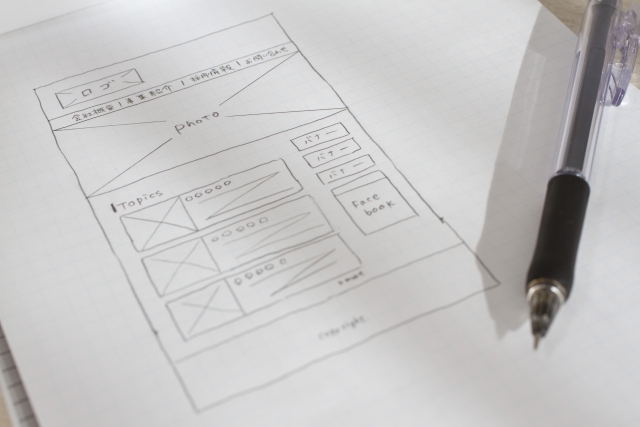 ロゴ
会社概要 | 事業紹介 | 採用情報 | お問い合わせ
photo
バナー
バナー
バナー
Topics
○○○○○
○○○○○
○○○○○
Face
book
copyright